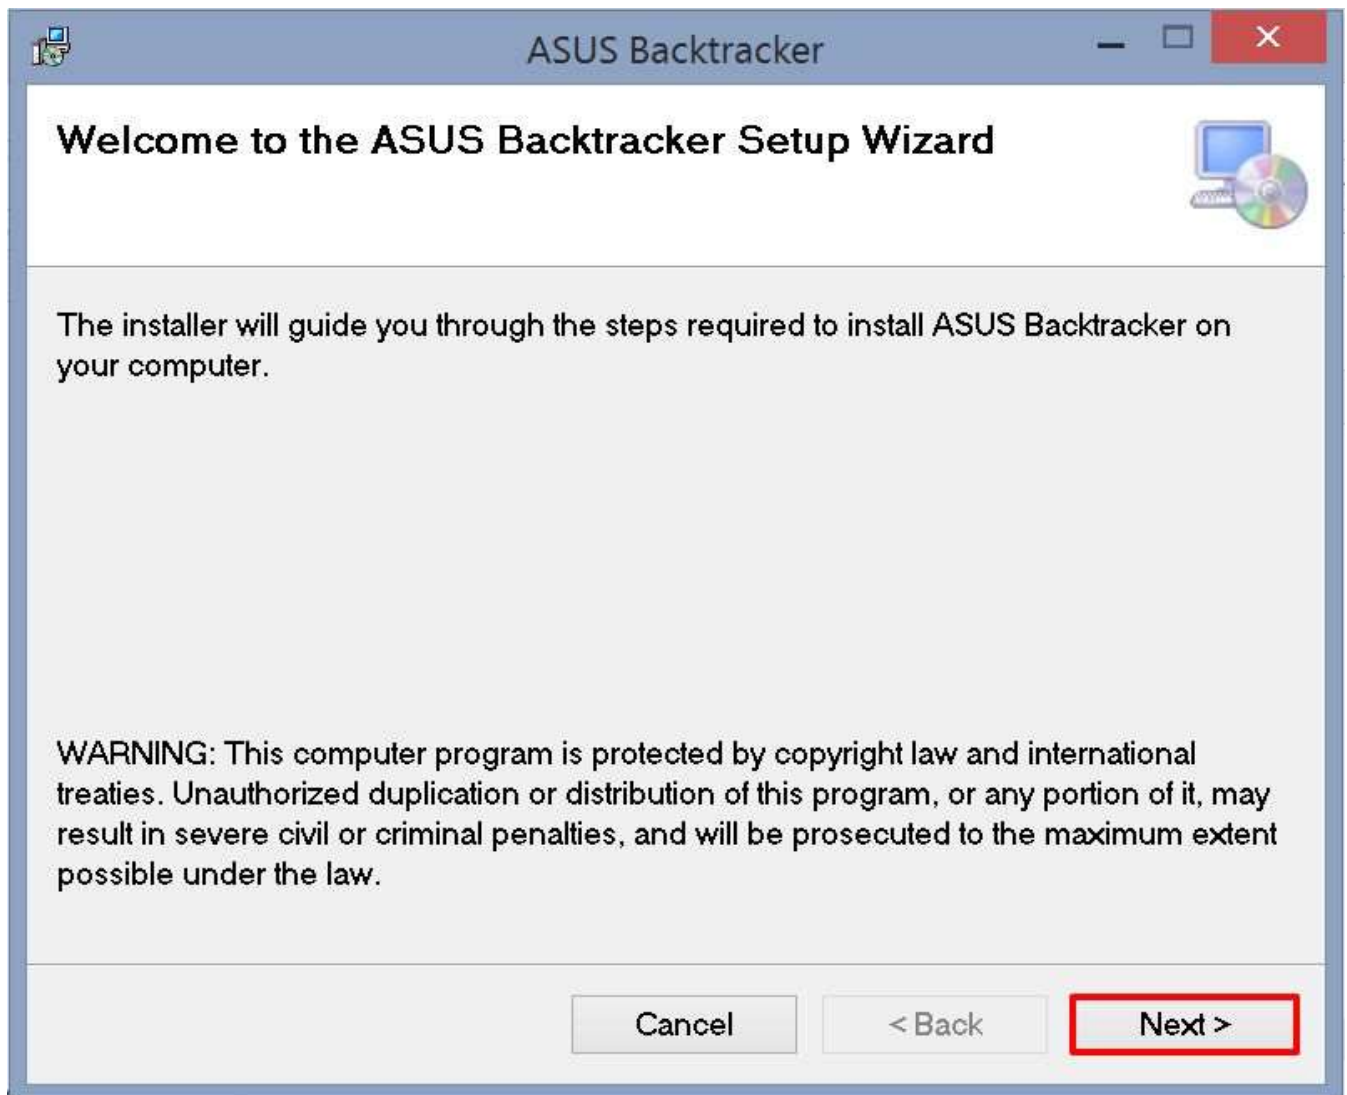 ASUS Backtracker
Welcome to the ASUS Backtracker Setup Wizard
The installer will guide you through the steps required to install ASUS Backtracker on
your computer.
WARNING: This computer program is protected by copyright law and international
treaties. Unauthorized duplication or distribution of this program, or any portion of it, may
result in severe civil or criminal penalties, and will be prosecuted to the maximum extent
possible under the law.
Cancel < Back Next >